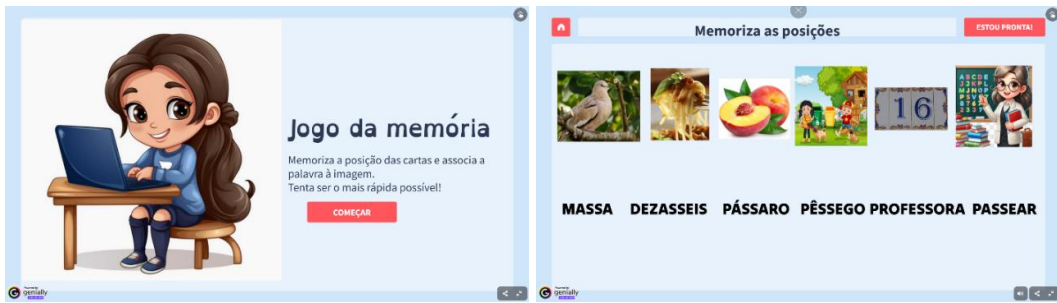 Jogo da memória
Memoriza a posição das cartas e associa a
palavra à imagem.
Tenta ser o mais rápida possível!
COMEÇAR
genially
Memoriza as posições
ESTOU PRONTA!
16
MASSA DEZASSEIS PÁSSARO PÊSSEGO PROFESSORA PASSEAR
genially